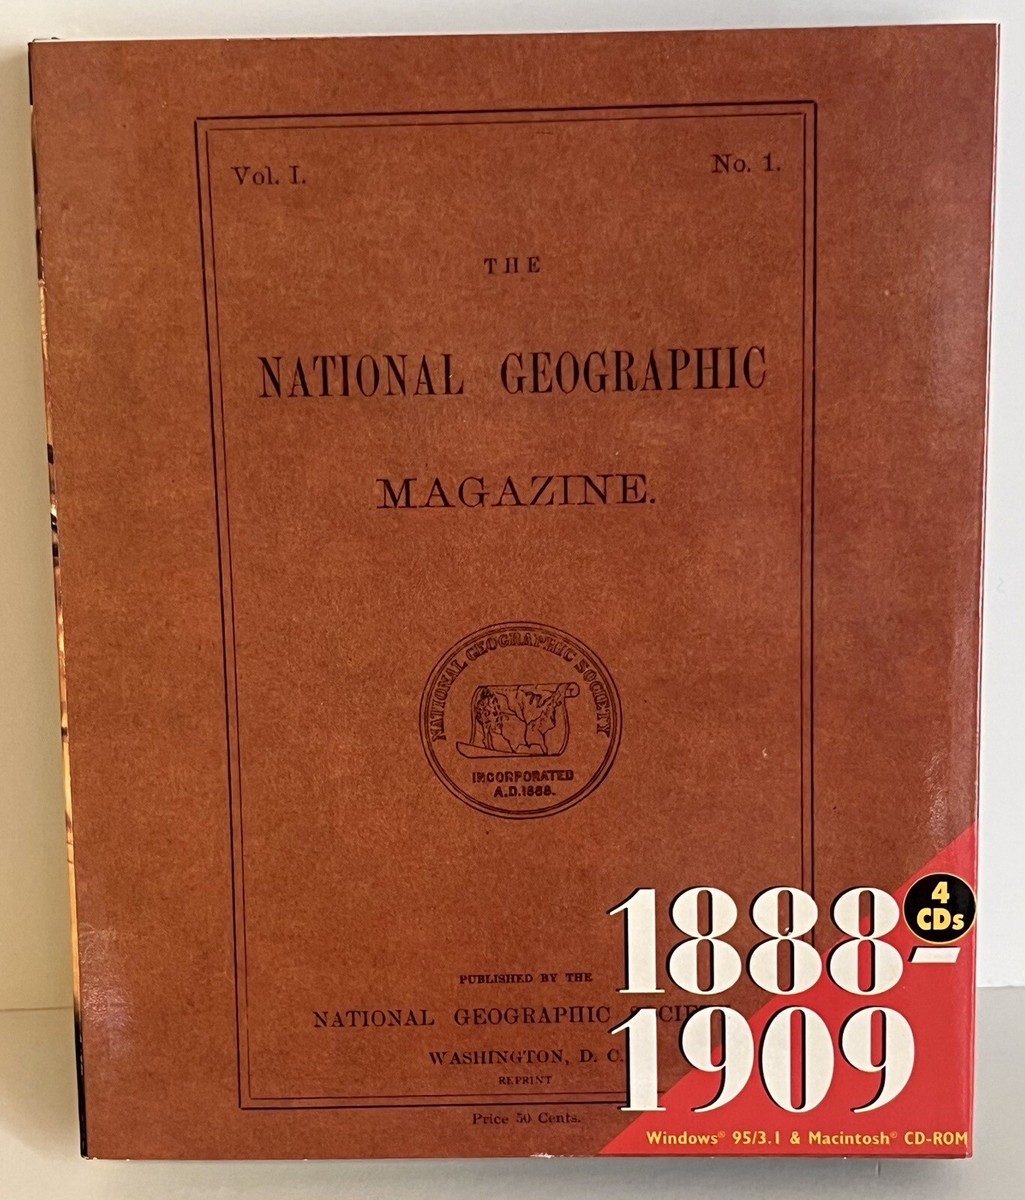 Vol. I. No. 1.
THE
NATIONAL GEOGRAPHIC
MAGAZINE.
NATIONAL GEOGRAPHIC SOCIETY
INCORPORATED
A.D. 1888.
PUBLISHED BY THE
NATIONAL GEOGRAPHIC
WASHINGTON, D. C.
REPRINT
Price 50 Cents.
4
CDs
1888-
1909
Windows® 95/3.1 & Macintosh® CD-ROM